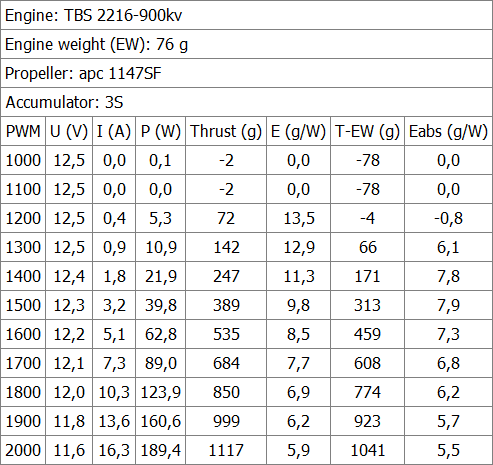 Engine: TBS 2216-900kv
Engine weight (EW): 76 g
Propeller: apc 1147SF
Accumulator: 3S
PWM U (V) I (A) P (W) Thrust (g) E (g/W) T-EW (g) Eabs (g/W)
1000 12,5 0,0 0,1 -2 0,0 -78 0,0
1100 12,5 0,0 0,0 -2 0,0 -78 0,0
1200 12,5 0,4 5,3 72 13,5 -4 -0,8
1300 12,5 0,9 10,9 142 12,9 66 6,1
1400 12,4 1,8 21,9 247 11,3 171 7,8
1500 12,3 3,2 39,8 389 9,8 313 7,9
1600 12,2 5,1 62,8 535 8,5 459 7,3
1700 12,1 7,3 89,0 684 7,7 608 6,8
1800 12,0 10,3 123,9 850 6,9 774 6,2
1900 11,8 13,6 160,6 999 6,2 923 5,7
2000 11,6 16,3 189,4 1117 5,9 1041 5,5